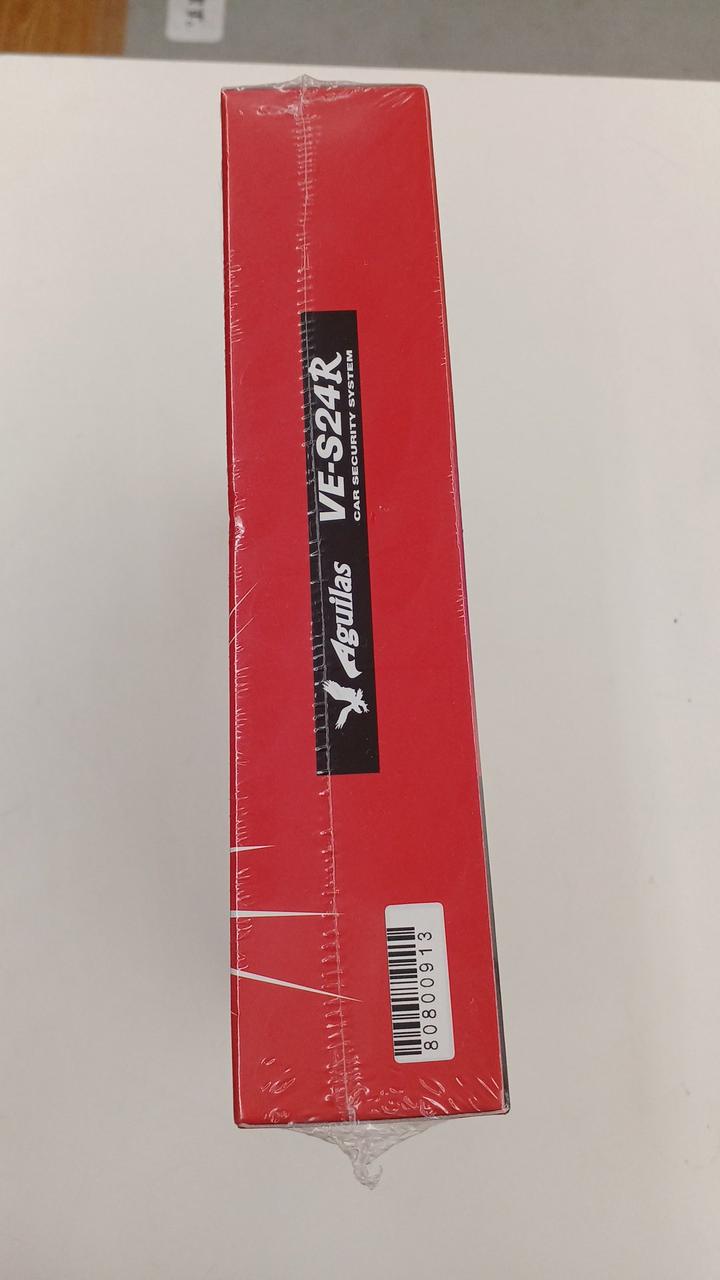 Aguilas
VE-S24R
CAR SECURITY SYSTEM
80800913